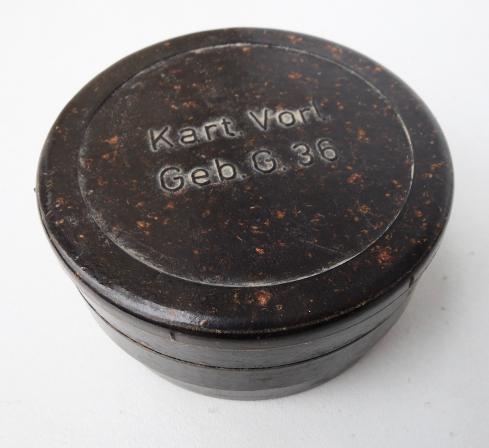 Kart. Vorl.
Geb. G. 36